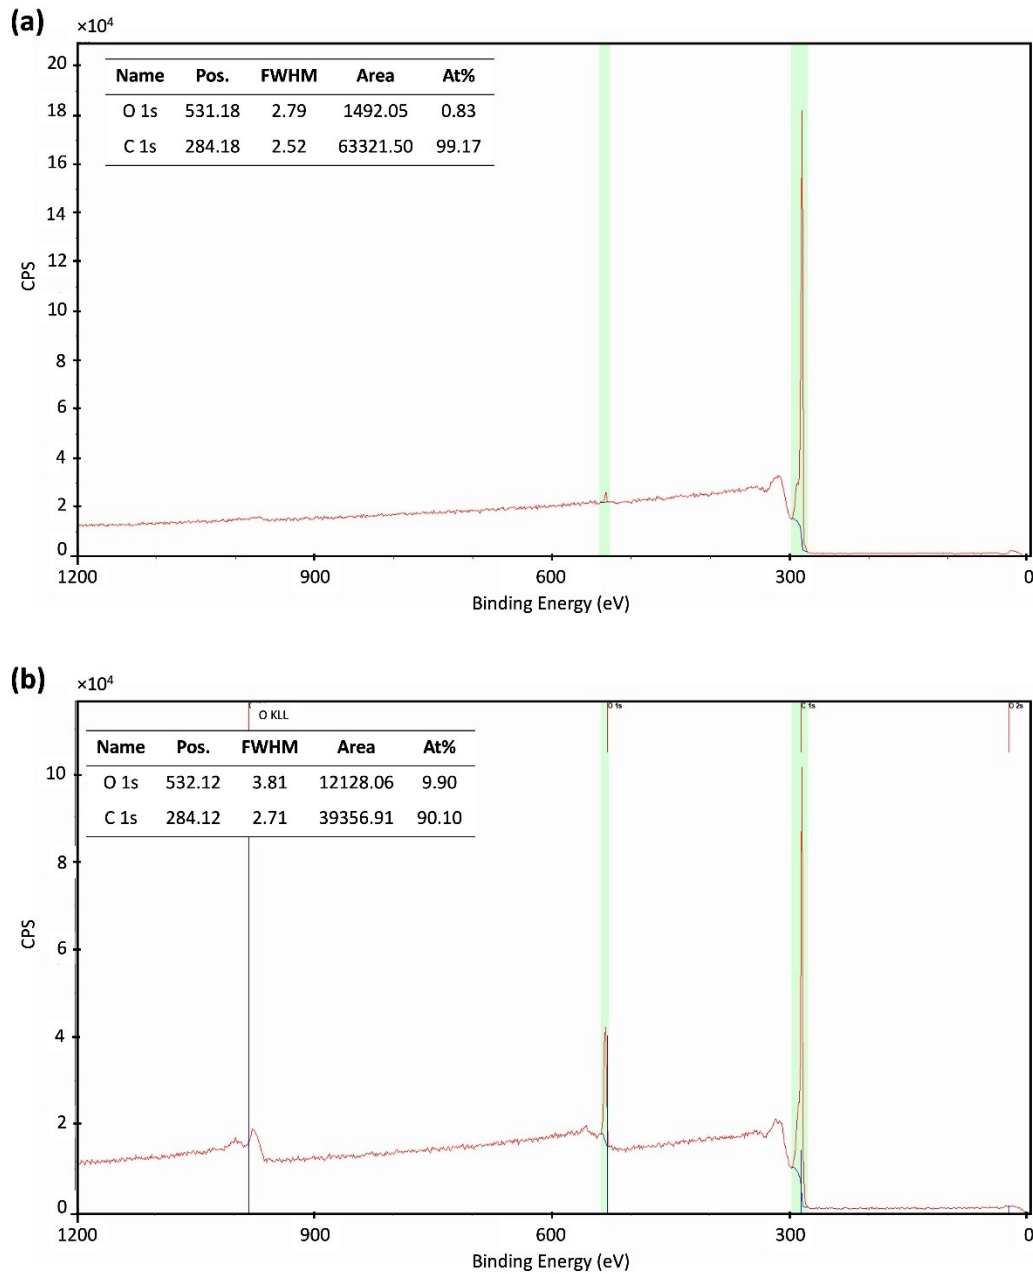 (a)
×10⁴
20
18
16
14
12
10
8
6
4
2
0
CPS
Name Pos. FWHM Area At%
O 1s 531.18 2.79 1492.05 0.83
C 1s 284.18 2.52 63321.50 99.17
1200 900 600 300 0
Binding Energy (eV)
(b)
×10⁴
10
8
6
4
2
0
CPS
O KLL O 1s C 1s O 2s
Name Pos. FWHM Area At%
O 1s 532.12 3.81 12128.06 9.90
C 1s 284.12 2.71 39356.91 90.10
1200 900 600 300 0
Binding Energy (eV)